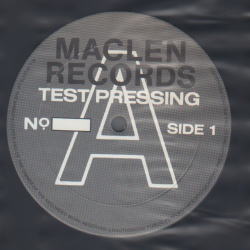 MACLEN
RECORDS
TEST PRESSING
A
Nº
SIDE 1